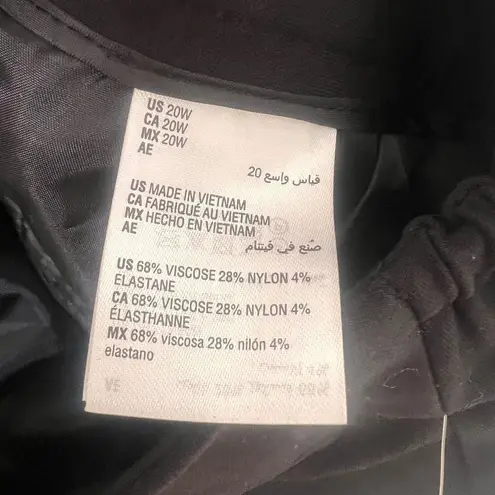 US 20W
CA 20W
MX 20W
AE
قياس واسع 20
US MADE IN VIETNAM
CA FABRIQUÉ AU VIETNAM
MX HECHO EN VIETNAM
AE
صُنع في فيتنام
US 68% VISCOSE 28% NYLON 4%
ELASTANE
CA 68% VISCOSE 28% NYLON 4%
ÉLASTHANNE
MX 68% viscosa 28% nilón 4%
elastano